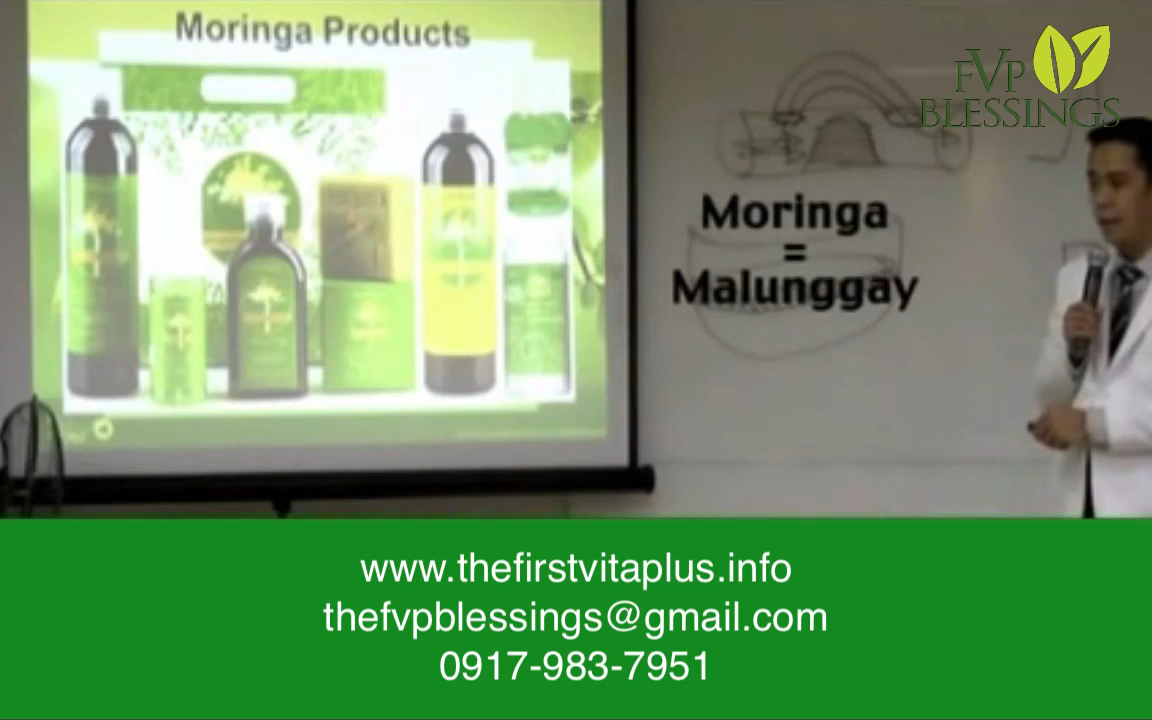 Moringa Products
FVP
BLESSINGS
Moringa
=
Malunggay
www.thefirstvitaplus.info
thefvpblessings@gmail.com
0917-983-7951